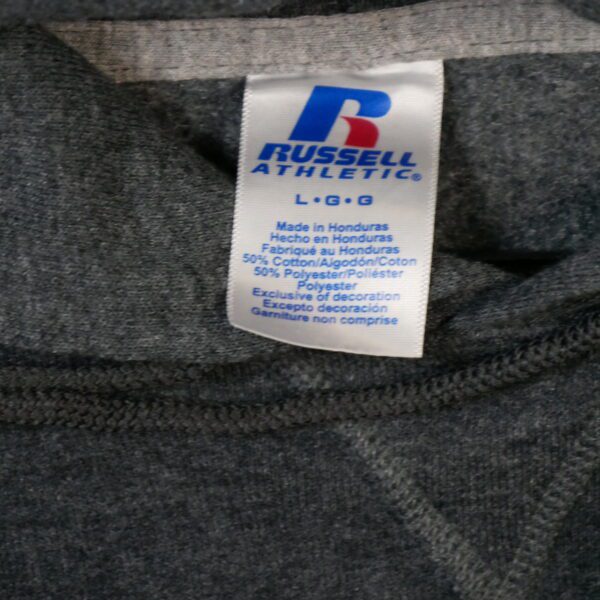 RUSSELL
ATHLETIC®
L•G•G
Made in Honduras
Hecho en Honduras
Fabriqué au Honduras
50% Cotton/Algodón/Coton
50% Polyester/Poliéster
Polyester
Exclusive of decoration
Excepto decoración
Garniture non comprise